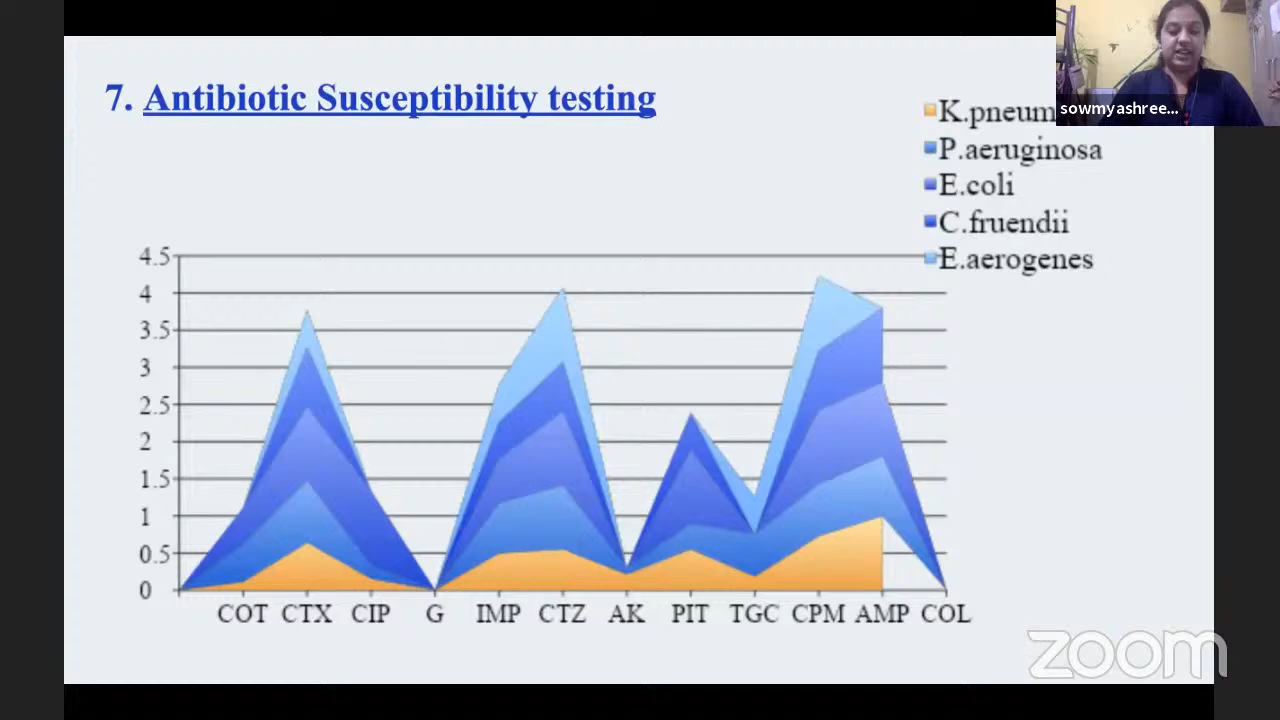 7. Antibiotic Susceptibility testing
sowmyashree...
K.pneum
P.aeruginosa
E.coli
C.fruendii
E.aerogenes
4.5
4
3.5
3
2.5
2
1.5
1
0.5
0
COT CTX CIP G IMP CTZ AK PIT TGC CPM AMP COL
zoom